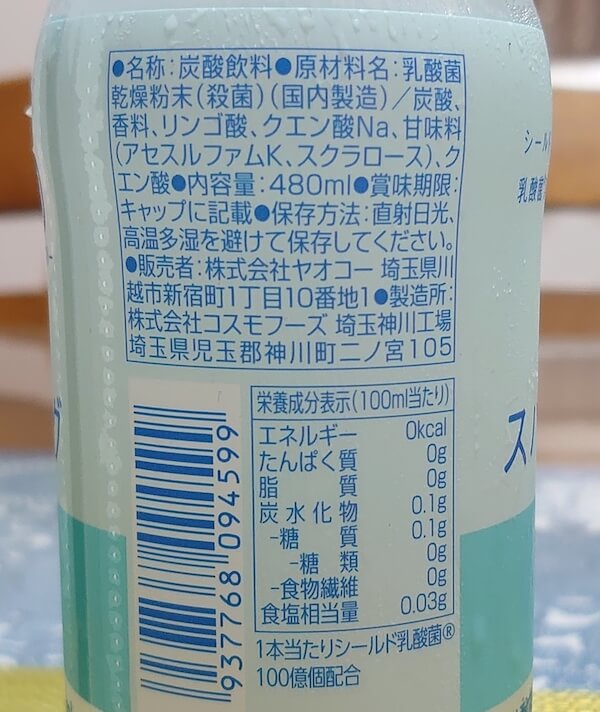 ●名称:炭酸飲料●原材料名:乳酸菌
乾燥粉末(殺菌)(国内製造)/炭酸、
香料、リンゴ酸、クエン酸Na、甘味料
(アセスルファムK、スクラロース)、ク
エン酸●内容量:480ml●賞味期限:
キャップに記載●保存方法:直射日光、
高温多湿を避けて保存してください。
●販売者:株式会社ヤオコー 埼玉県川
越市新宿町1丁目10番地1●製造所:
株式会社コスモフーズ 埼玉神川工場
埼玉県児玉郡神川町二ノ宮105
栄養成分表示(100ml当たり)
エネルギー 0kcal
たんぱく質 0g
脂質 0g
炭水化物 0.1g
-糖質 0.1g
-糖類 0g
-食物繊維 0g
食塩相当量 0.03g
1本当たりシールド乳酸菌®
100億個配合
937768 094599
シール
乳酸菌
ス